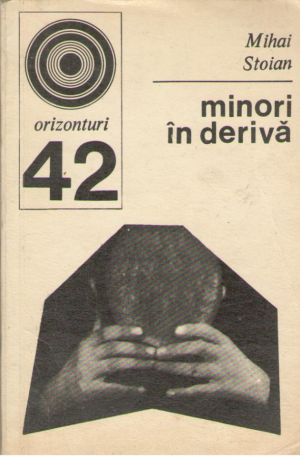 orizonturi
42
Mihai
Stoian
minori
în derivă